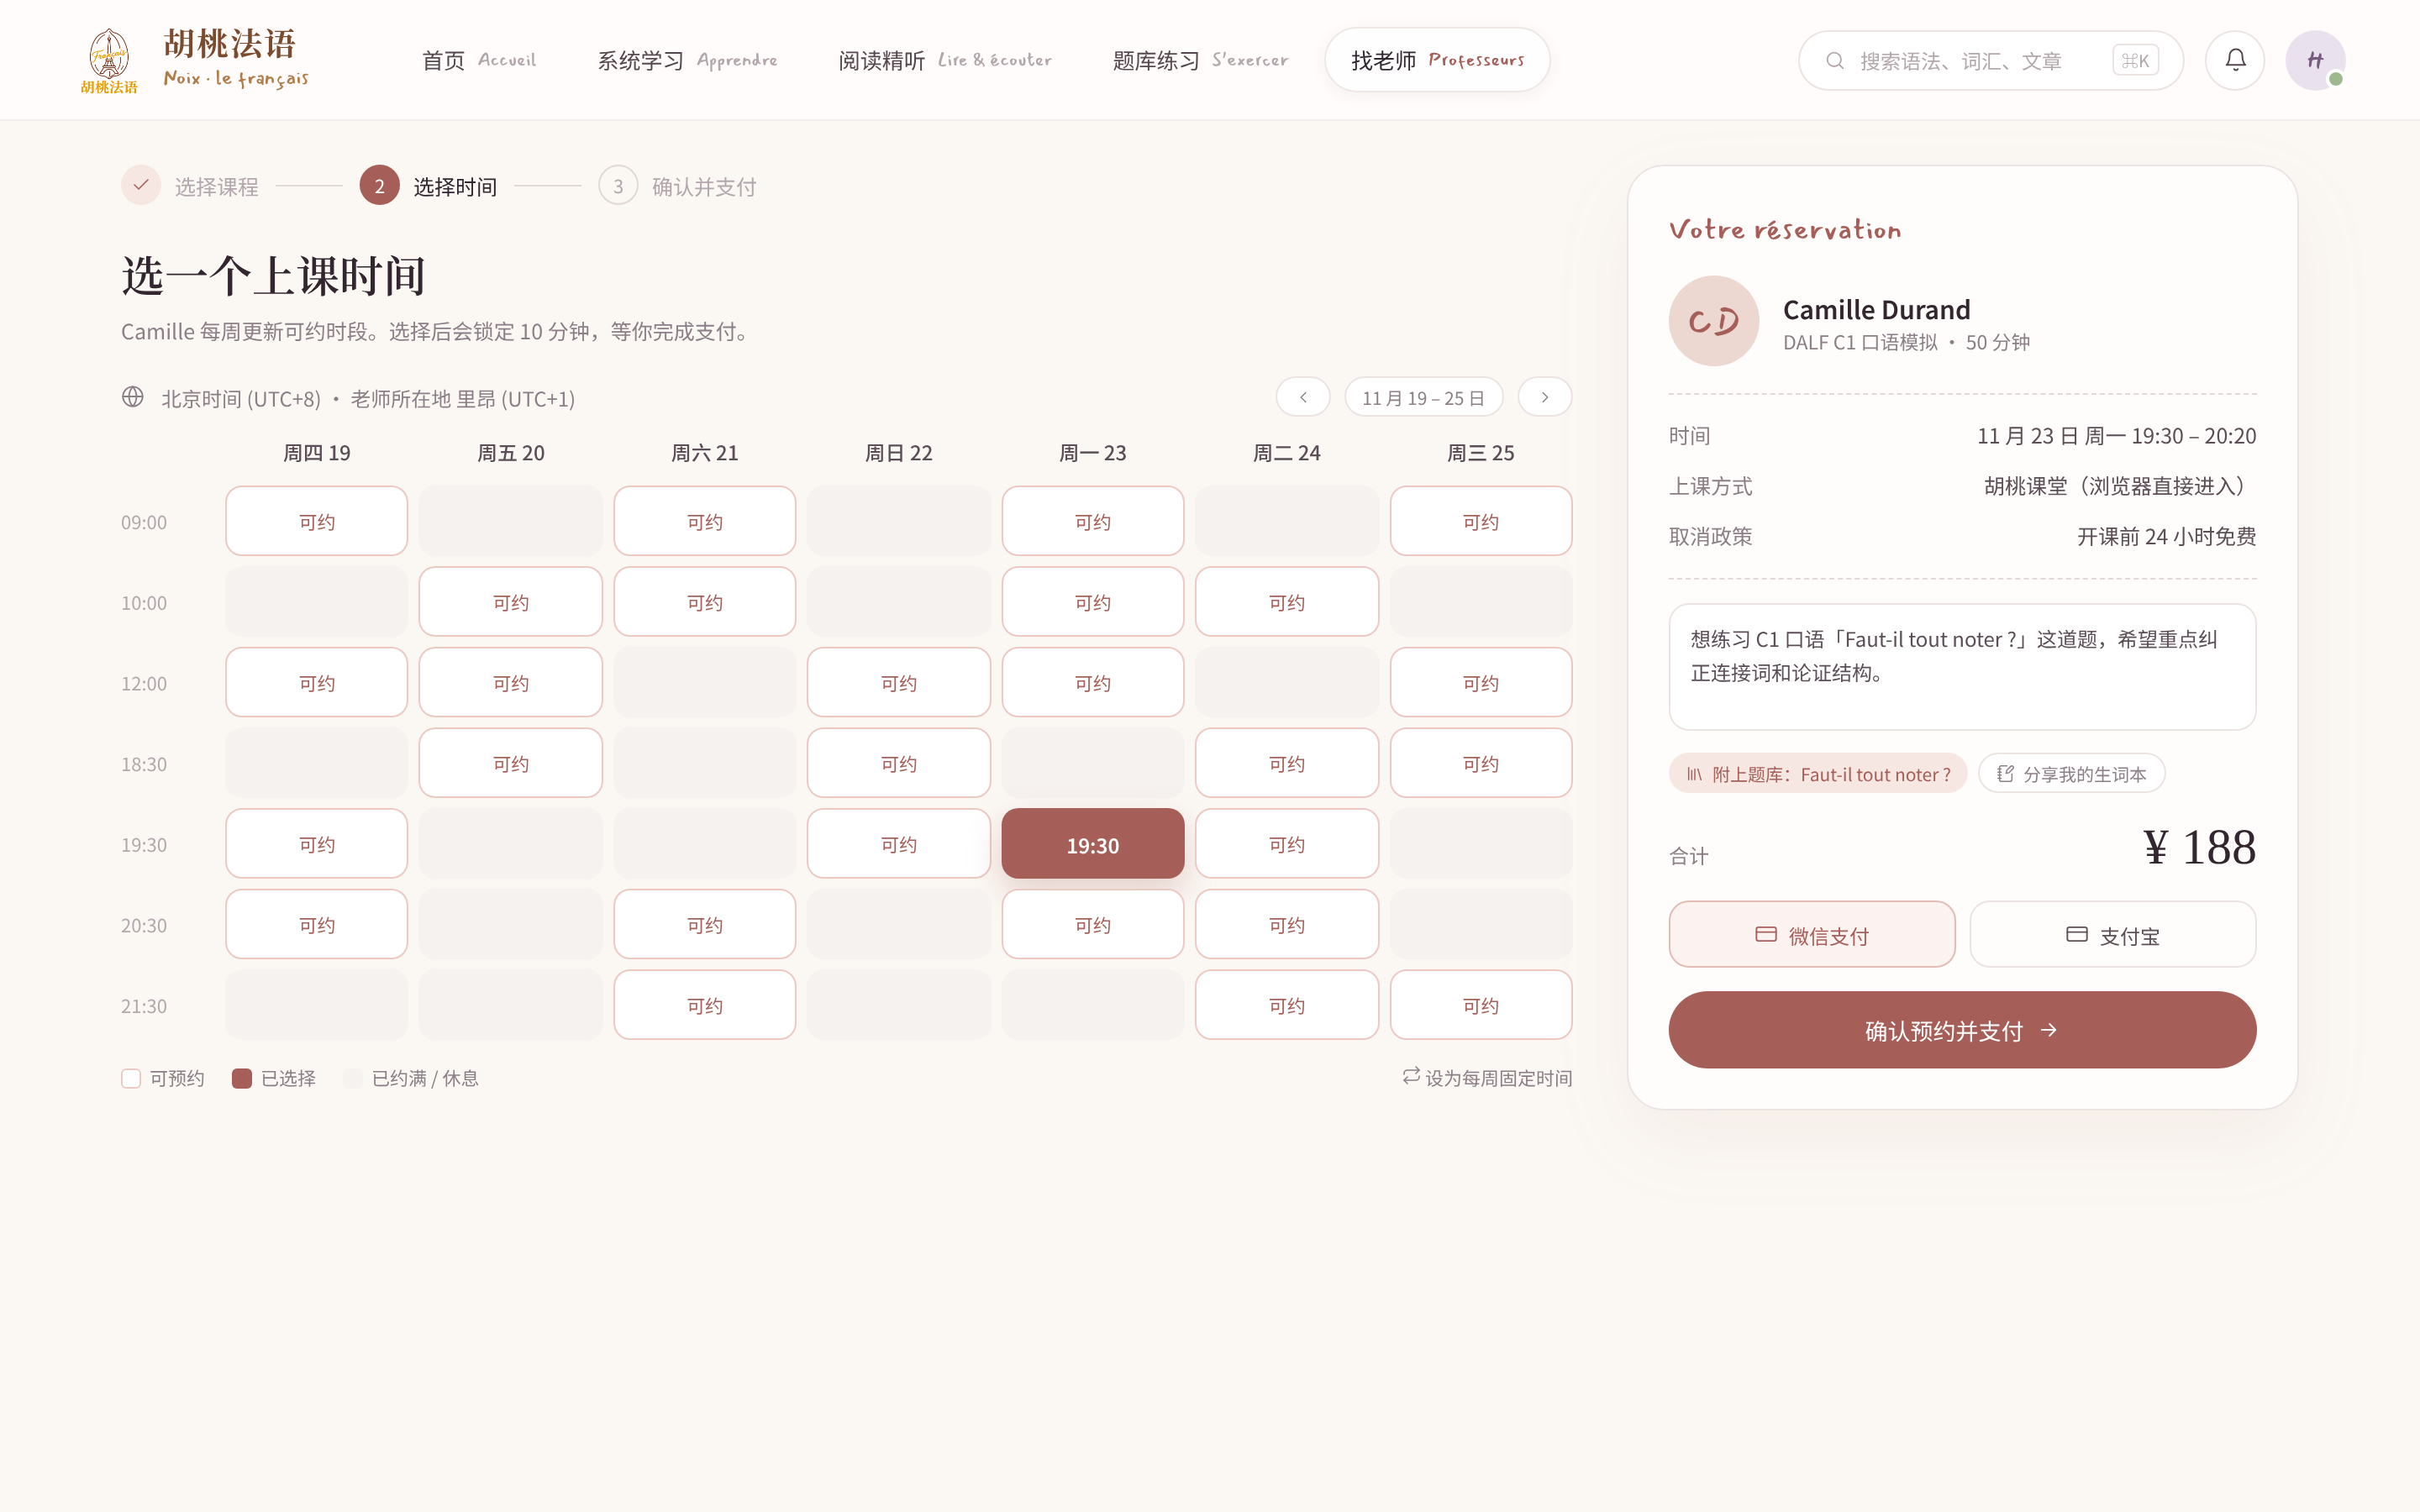 Français
胡桃法语
胡桃法语
Noix · le français
首页 Accueil
系统学习 Apprendre
阅读精听 Lire & écouter
题库练习 S'exercer
找老师 Professeurs
搜索语法、词汇、文章 ⌘K
H
选择课程
2 选择时间
3 确认并支付
选一个上课时间
Camille 每周更新可约时段。选择后会锁定 10 分钟，等你完成支付。
北京时间 (UTC+8) · 老师所在地 里昂 (UTC+1)
11 月 19 – 25 日
周四 19 周五 20 周六 21 周日 22 周一 23 周二 24 周三 25
09:00 可约 可约 可约 可约
10:00 可约 可约 可约 可约
12:00 可约 可约 可约 可约 可约
18:30 可约 可约 可约 可约
19:30 可约 可约 19:30 可约
20:30 可约 可约 可约 可约
21:30 可约 可约 可约
可预约 已选择 已约满 / 休息
设为每周固定时间
Votre réservation
CD
Camille Durand
DALF C1 口语模拟 · 50 分钟
时间 11 月 23 日 周一 19:30 – 20:20
上课方式 胡桃课堂（浏览器直接进入）
取消政策 开课前 24 小时免费
想练习 C1 口语「Faut-il tout noter ?」这道题，希望重点纠
正连接词和论证结构。
附上题库：Faut-il tout noter ?
分享我的生词本
合计 ¥ 188
微信支付
支付宝
确认预约并支付 →